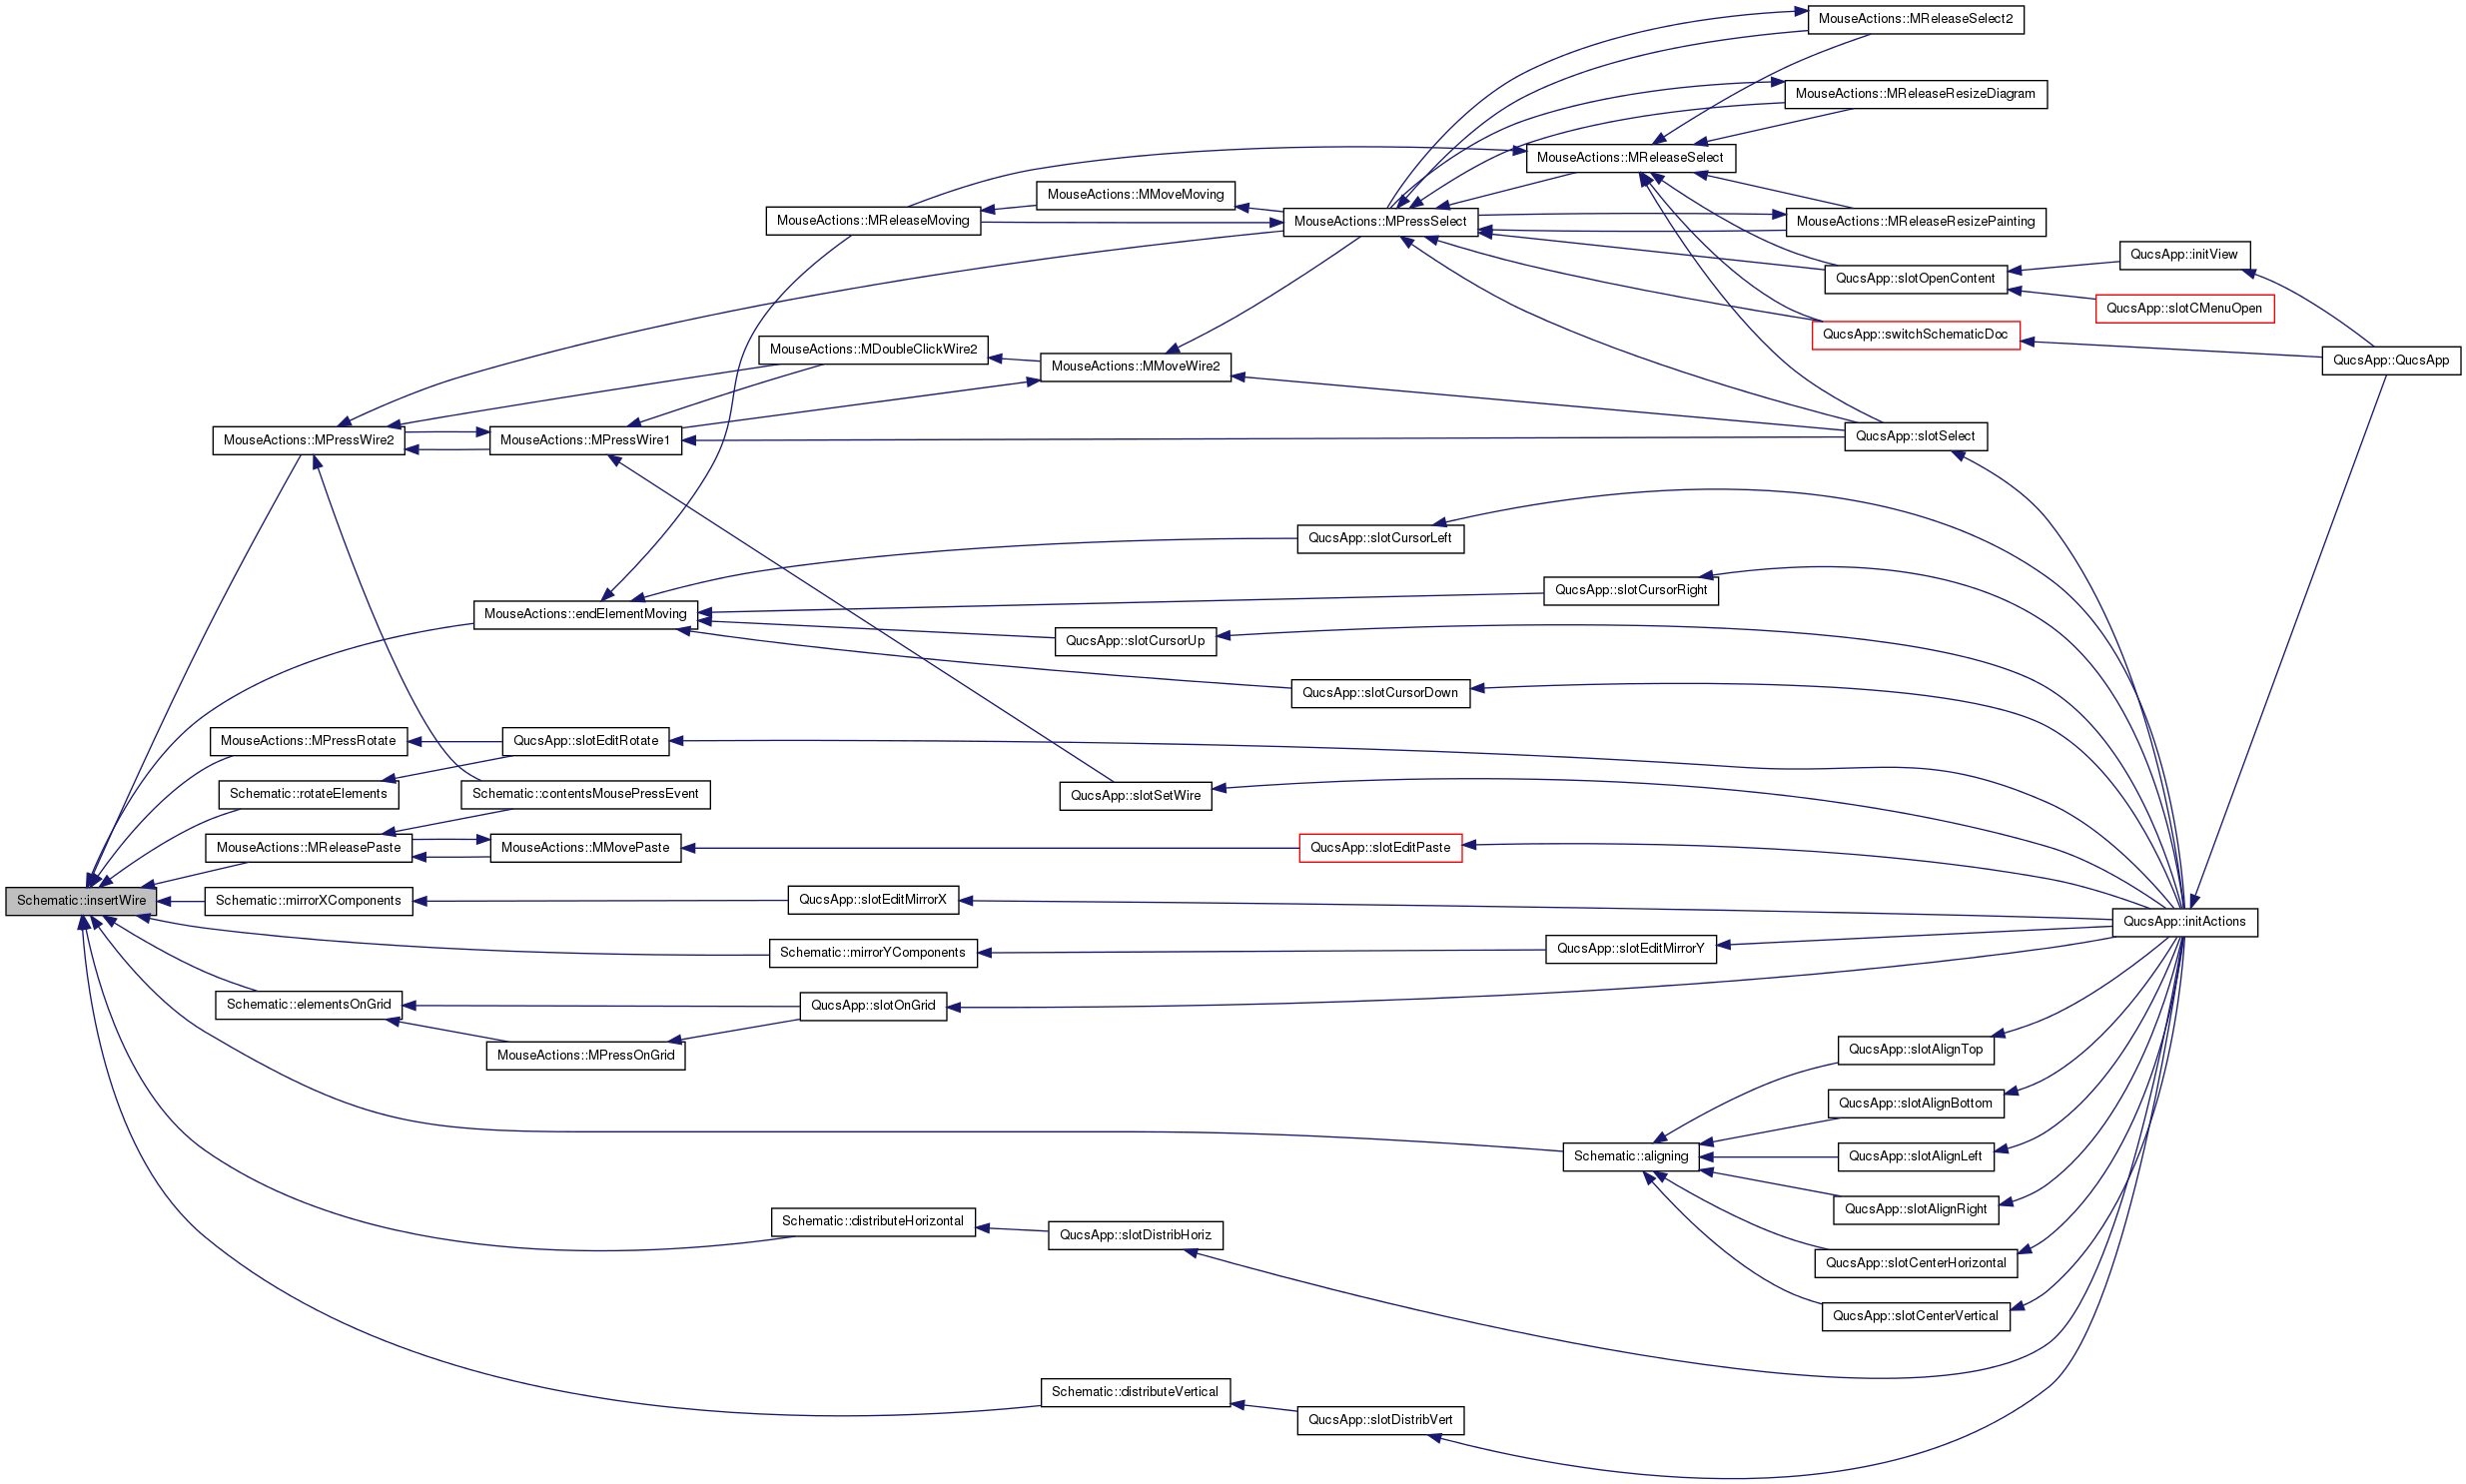 MouseActions::MReleaseSelect2
MouseActions::MReleaseResizeDiagram
MouseActions::MReleaseSelect
MouseActions::MMoveMoving
MouseActions::MReleaseMoving
MouseActions::MPressSelect
MouseActions::MReleaseResizePainting
QucsApp::initView
QucsApp::slotOpenContent
QucsApp::slotCMenuOpen
QucsApp::switchSchematicDoc
MouseActions::MDoubleClickWire2
MouseActions::MMoveWire2
QucsApp::QucsApp
MouseActions::MPressWire2
MouseActions::MPressWire1
QucsApp::slotSelect
QucsApp::slotCursorLeft
QucsApp::slotCursorRight
MouseActions::endElementMoving
QucsApp::slotCursorUp
QucsApp::slotCursorDown
MouseActions::MPressRotate
QucsApp::slotEditRotate
Schematic::rotateElements
Schematic::contentsMousePressEvent
QucsApp::slotSetWire
MouseActions::MReleasePaste
MouseActions::MMovePaste
QucsApp::slotEditPaste
Schematic::insertWire
Schematic::mirrorXComponents
QucsApp::slotEditMirrorX
QucsApp::initActions
Schematic::mirrorYComponents
QucsApp::slotEditMirrorY
Schematic::elementsOnGrid
QucsApp::slotOnGrid
MouseActions::MPressOnGrid
QucsApp::slotAlignTop
QucsApp::slotAlignBottom
Schematic::aligning
QucsApp::slotAlignLeft
QucsApp::slotAlignRight
Schematic::distributeHorizontal
QucsApp::slotDistribHoriz
QucsApp::slotCenterHorizontal
QucsApp::slotCenterVertical
Schematic::distributeVertical
QucsApp::slotDistribVert